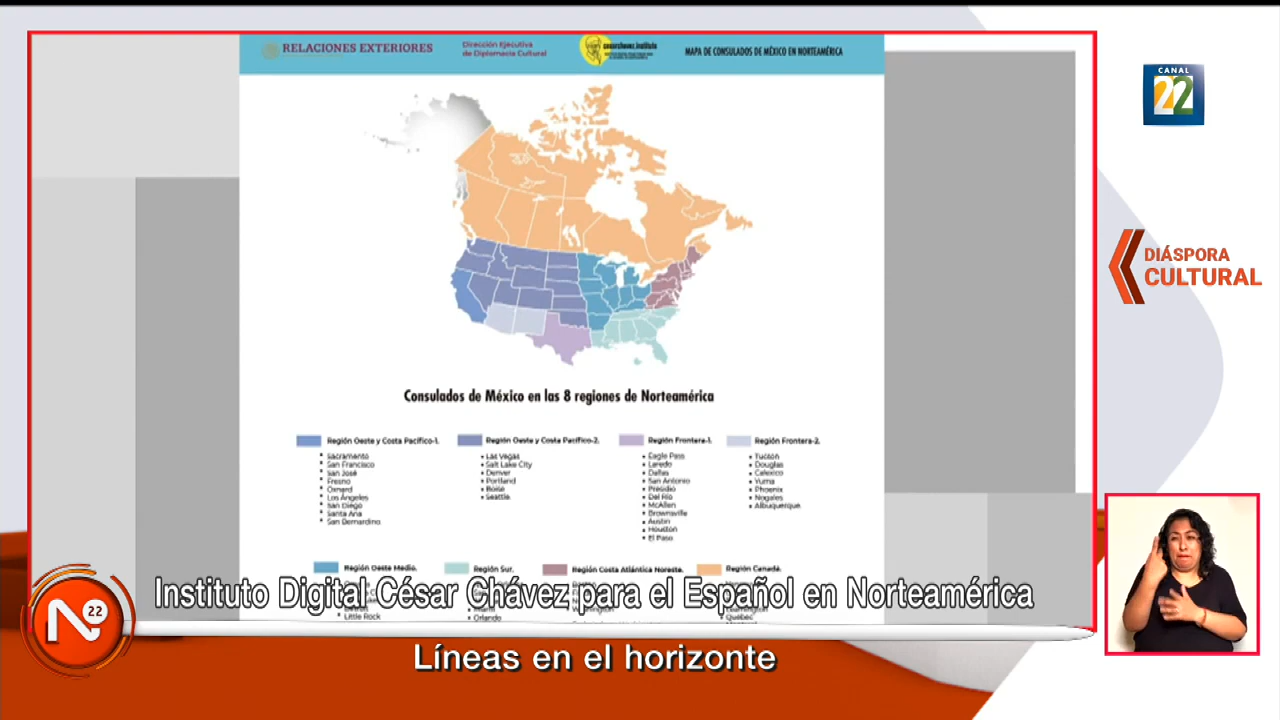 RELACIONES EXTERIORES
Dirección Ejecutiva
de Diplomacia Cultural
cesarchavez.instituto
MAPA DE CONSULADOS DE MÉXICO EN NORTEAMÉRICA
CANAL
22
DIÁSPORA
CULTURAL
Consulados de México en las 8 regiones de Norteamérica
Región Oeste y Costa Pacífico-1.
Sacramento
San Francisco
San José
Fresno
Oxnard
Los Ángeles
San Diego
Santa Ana
San Bernardino
Región Oeste y Costa Pacífico-2.
Las Vegas
Salt Lake City
Denver
Portland
Boise
Seattle
Región Frontera-1.
Eagle Pass
Laredo
Dallas
San Antonio
Presidio
Del Río
McAllen
Brownsville
Austin
Houston
El Paso
Región Frontera-2.
Tucson
Douglas
Calexico
Yuma
Phoenix
Nogales
Albuquerque
Región Oeste Medio.
Little Rock
Región Sur.
Miami
Orlando
Región Costa Atlántica Noreste.
Región Canadá.
Leamington
Quebec
Instituto Digital César Chávez para el Español en Norteamérica
N22
Líneas en el horizonte